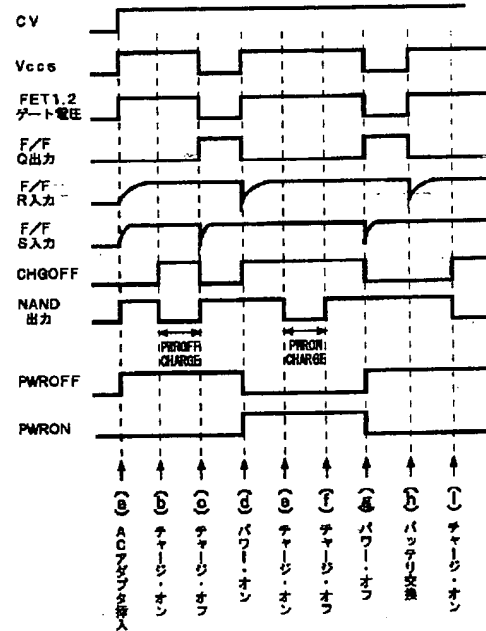 CV
Vccs
FET1.2
ゲート電圧
F/F
Q出力
F/F
R入力
F/F
S入力
CHGOFF
NAND
出力
PWROFF
CHARGE
PWRON
CHARGE
PWROFF
PWRON
(a) ACアダプタ挿入
(b) チャージ・オン
(c) チャージ・オフ
(d) パワー・オン
(e) チャージ・オン
(f) チャージ・オフ
(g) パワー・オフ
(h) バッテリ交換
(i) チャージ・オン